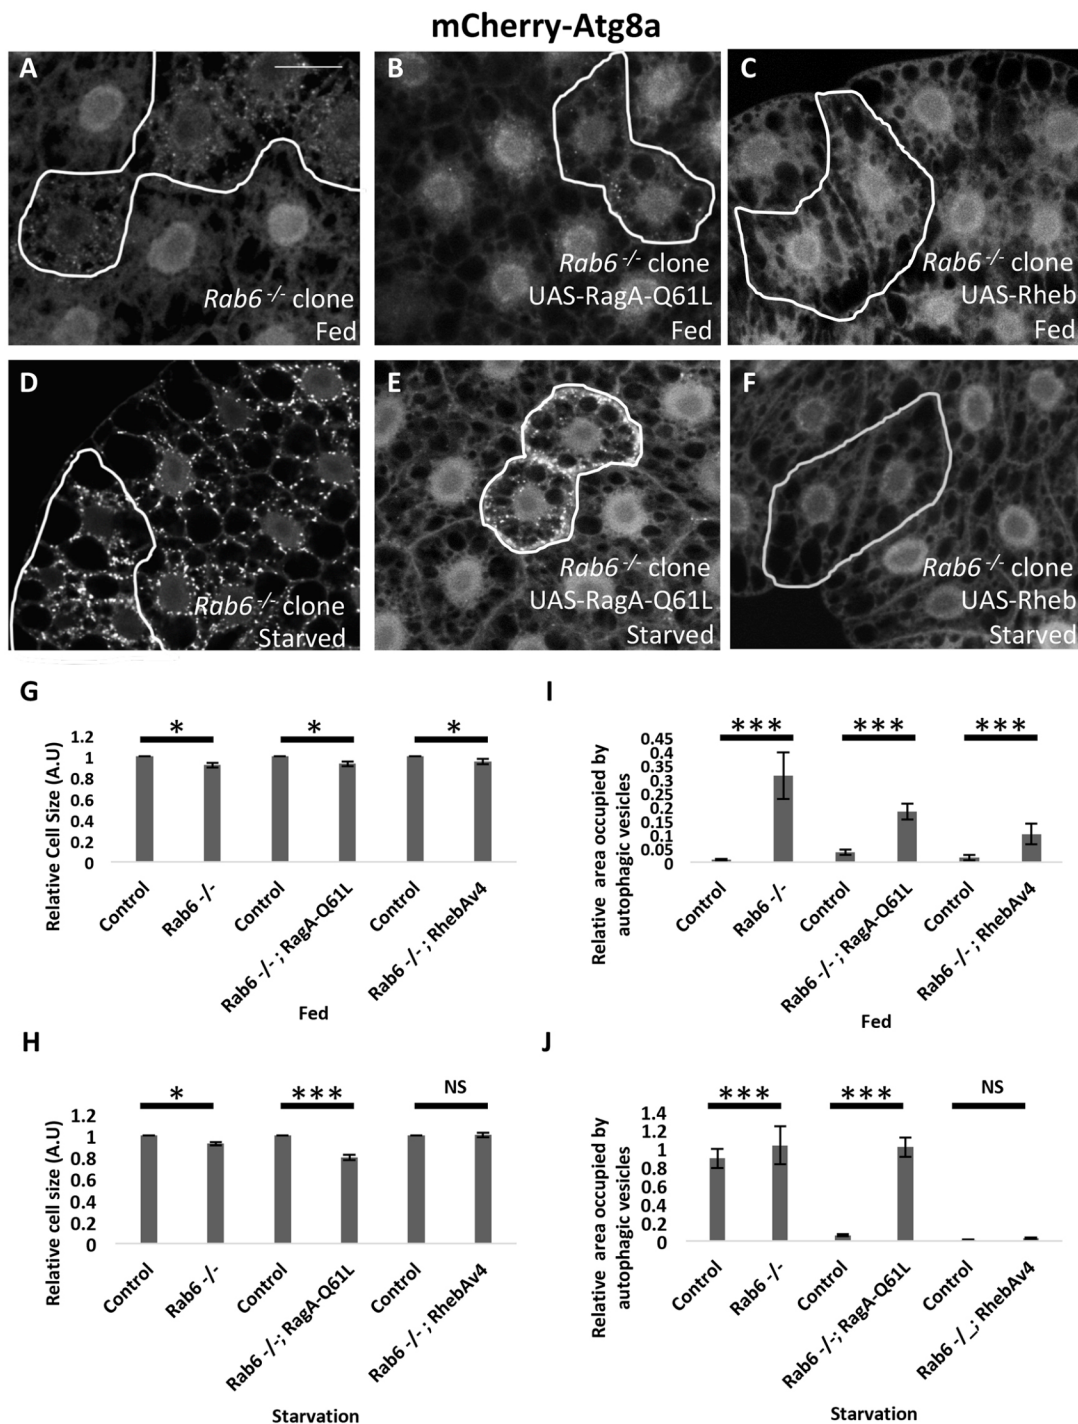 mCherry-Atg8a
A
B
C
Rab6 -/- clone
Fed
Rab6 -/- clone
UAS-RagA-Q61L
Fed
Rab6 -/- clone
UAS-Rheb
Fed
D
E
F
Rab6 -/- clone
Starved
Rab6 -/- clone
UAS-RagA-Q61L
Starved
Rab6 -/- clone
UAS-Rheb
Starved
G
Relative Cell Size (A.U)
1.2
1
0.8
0.6
0.4
0.2
0
*
*
*
Control
Rab6 -/-
Control
Rab6 -/- ; RagA-Q61L
Control
Rab6 -/- ; RhebAv4
Fed
I
Relative area occupied by
autophagic vesicles
0.45
0.4
0.35
0.3
0.25
0.2
0.15
0.1
0.05
0
***
***
***
Control
Rab6 -/-
Control
Rab6 -/- ; RagA-Q61L
Control
Rab6 -/- ; RhebAv4
Fed
H
Relative cell size (A.U)
1.2
1
0.8
0.6
0.4
0.2
0
*
***
NS
Control
Rab6 -/-
Control
Rab6 -/-; RagA-Q61L
Control
Rab6 -/- ; RhebAv4
Starvation
J
Relative area occupied by
autophagic vesicles
1.4
1.2
1
0.8
0.6
0.4
0.2
0
***
***
NS
Control
Rab6 -/-
Control
Rab6 -/-; RagA-Q61L
Control
Rab6 -/_; RhebAv4
Starvation